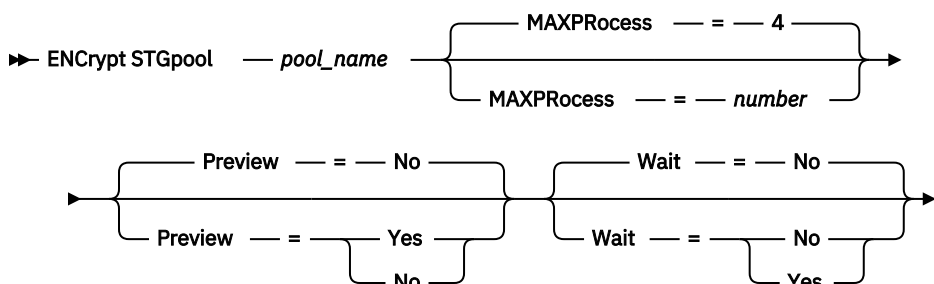 MAXPRocess = 4
ENCrypt STGpool pool_name
MAXPRocess = number
Preview = No
Wait = No
Preview = Yes
No
Wait = No
Yes